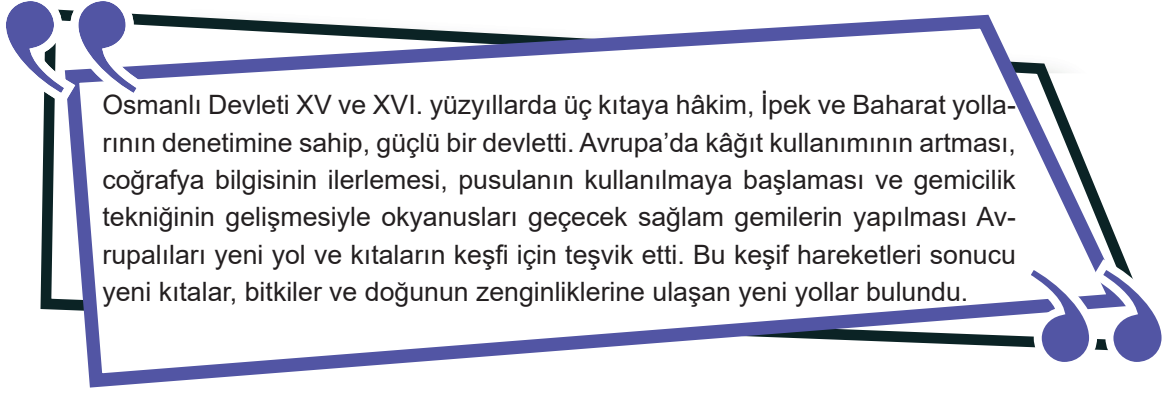 Osmanlı Devleti XV ve XVI. yüzyıllarda üç kıtaya hâkim, İpek ve Baharat yolla-
rının denetimine sahip, güçlü bir devletti. Avrupa’da kâğıt kullanımının artması,
coğrafya bilgisinin ilerlemesi, pusulanın kullanılmaya başlaması ve gemicilik
tekniğinin gelişmesiyle okyanusları geçecek sağlam gemilerin yapılması Av-
rupalıları yeni yol ve kıtaların keşfi için teşvik etti. Bu keşif hareketleri sonucu
yeni kıtalar, bitkiler ve doğunun zenginliklerine ulaşan yeni yollar bulundu.